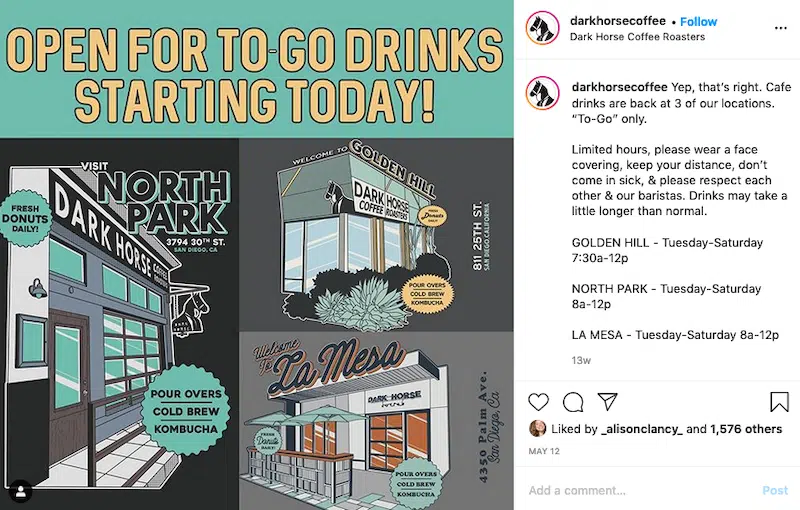 OPEN FOR TO-GO DRINKS
STARTING TODAY!
VISIT
NORTH
PARK
3794 30TH ST.
SAN DIEGO, CA
FRESH
DONUTS
DAILY!
DARK HORSE
COFFEE
ROASTERS
POUR OVERS
COLD BREW
KOMBUCHA
WELCOME TO GOLDEN HILL
DARK HORSE
COFFEE ROASTERS
FRESH
Donuts
DAILY!
811 25TH ST.
SAN DIEGO, CALIFORNIA
POUR OVERS
COLD BREW
KOMBUCHA
Welcome
To
La Mesa
DARK HORSE
FRESH
Donuts
DAILY!
POUR OVERS
COLD BREW
KOMBUCHA
4350 Palm Ave.
San Diego, Ca
darkhorsecoffee • Follow
Dark Horse Coffee Roasters
darkhorsecoffee Yep, that's right. Cafe
drinks are back at 3 of our locations.
“To-Go” only.
Limited hours, please wear a face
covering, keep your distance, don't
come in sick, & please respect each
other & our baristas. Drinks may take a
little longer than normal.
GOLDEN HILL - Tuesday-Saturday
7:30a-12p
NORTH PARK - Tuesday-Saturday
8a-12p
LA MESA - Tuesday-Saturday 8a-12p
13w
Liked by _alisonclancy_ and 1,576 others
MAY 12
Add a comment...
Post